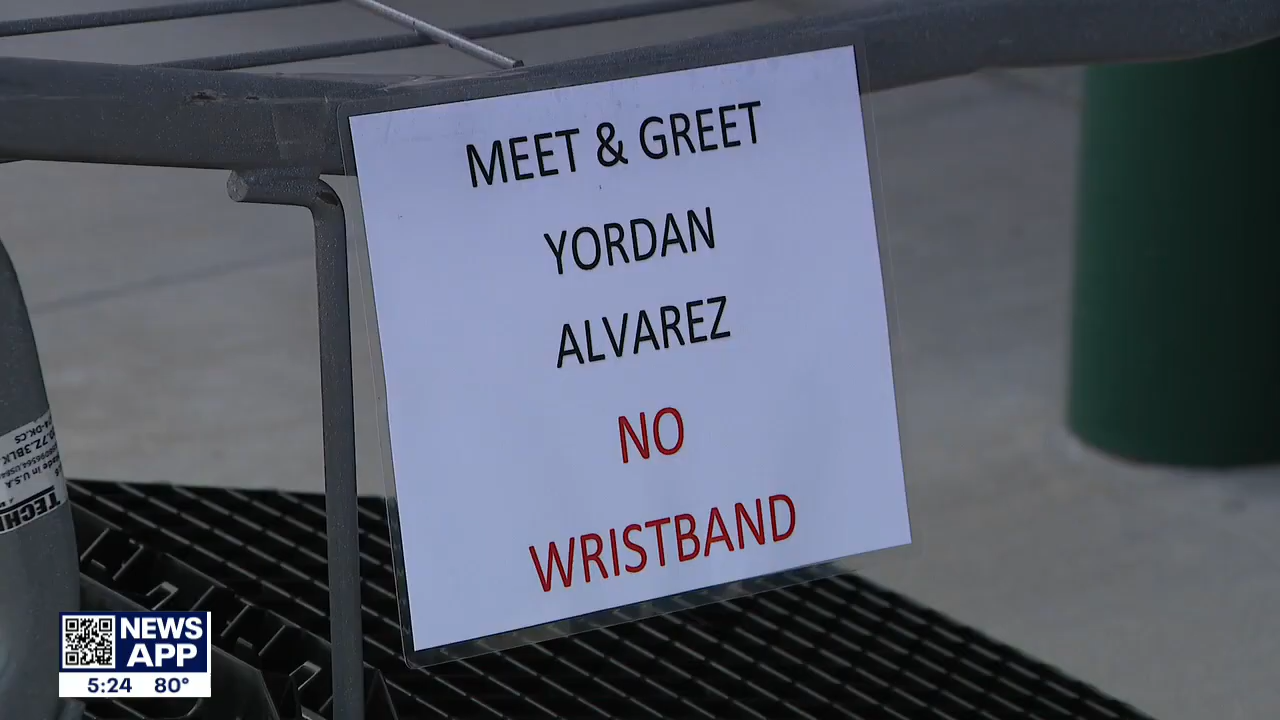 MEET & GREET
YORDAN
ALVAREZ
NO
WRISTBAND
NEWS
APP
5:24 80°